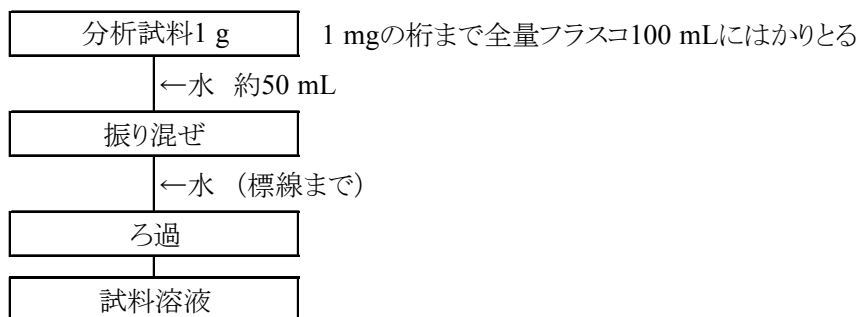 分析試料1 g　1 mgの桁まで全量フラスコ100 mLにはかりとる
←水　約50 mL
振り混ぜ
←水　（標線まで）
ろ過
試料溶液